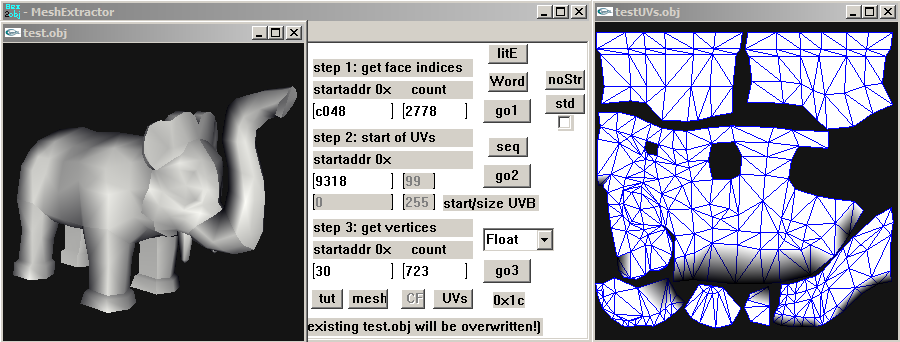 Hex
2obj - MeshExtractor
test.obj
testUVs.obj
litE
step 1: get face indices
Word
noStr
startaddr 0x count
std
[c048 ] [2778 ]
go1
step 2: start of UVs
seq
startaddr 0x
go2
[9318 ] [99 ]
[0 ] [255 ] start/size UVB
step 3: get vertices
Float
startaddr 0x count
[30 ] [723 ]
go3
tut mesh CF UVs 0x1c
existing test.obj will be overwritten!)